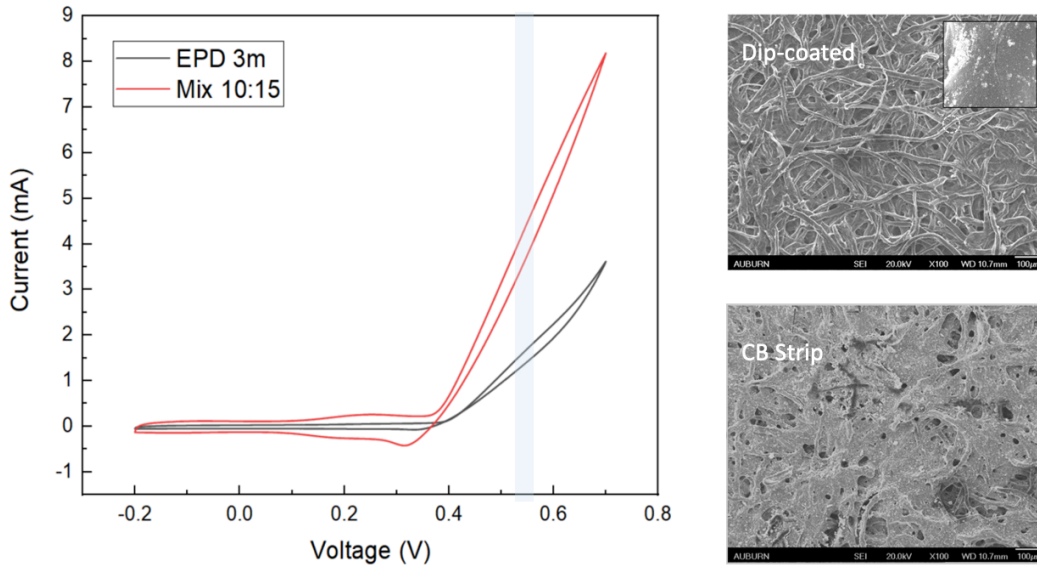 EPD 3m
Mix 10:15
9
8
7
6
5
4
3
2
1
0
-1
-0.2
0.0
0.2
0.4
0.6
0.8
Current (mA)
Voltage (V)
Dip-coated
AUBURN SEI 20.0kV X100 WD 10.7mm 100µm
CB Strip
AUBURN SEI 20.0kV X100 WD 10.7mm 100µm